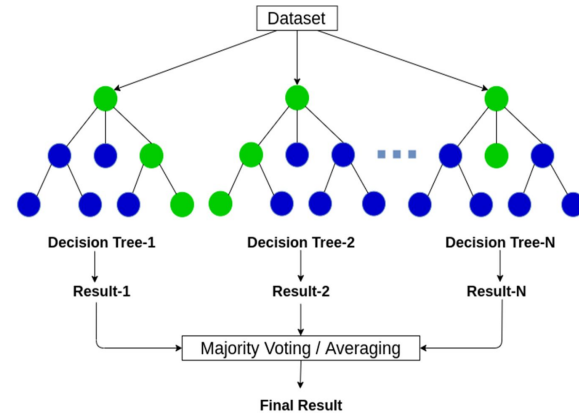 Dataset
Decision Tree-1
Decision Tree-2
Decision Tree-N
Result-1
Result-2
Result-N
Majority Voting / Averaging
Final Result